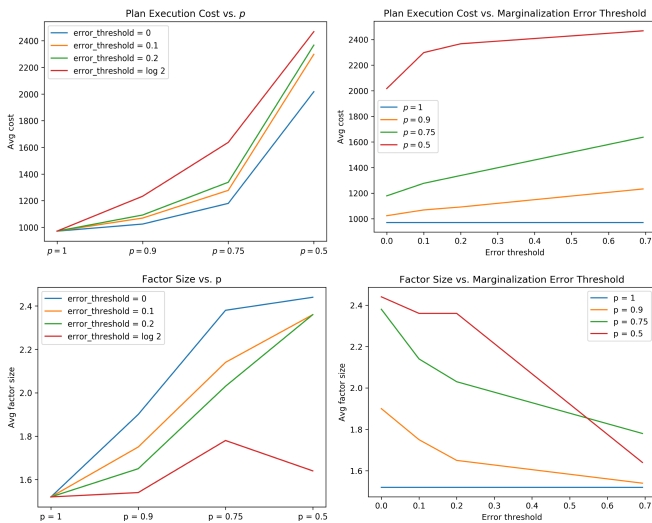 Plan Execution Cost vs. p
error_threshold = 0
error_threshold = 0.1
error_threshold = 0.2
error_threshold = log 2
Avg cost
2400
2200
2000
1800
1600
1400
1200
1000
p = 1
p = 0.9
p = 0.75
p = 0.5
Plan Execution Cost vs. Marginalization Error Threshold
p = 1
p = 0.9
p = 0.75
p = 0.5
Avg cost
2400
2200
2000
1800
1600
1400
1200
1000
0.0 0.1 0.2 0.3 0.4 0.5 0.6 0.7
Error threshold
Factor Size vs. p
error_threshold = 0
error_threshold = 0.1
error_threshold = 0.2
error_threshold = log 2
Avg factor size
2.4
2.2
2.0
1.8
1.6
p = 1
p = 0.9
p = 0.75
p = 0.5
Factor Size vs. Marginalization Error Threshold
p = 1
p = 0.9
p = 0.75
p = 0.5
Avg factor size
2.4
2.2
2.0
1.8
1.6
0.0 0.1 0.2 0.3 0.4 0.5 0.6 0.7
Error threshold